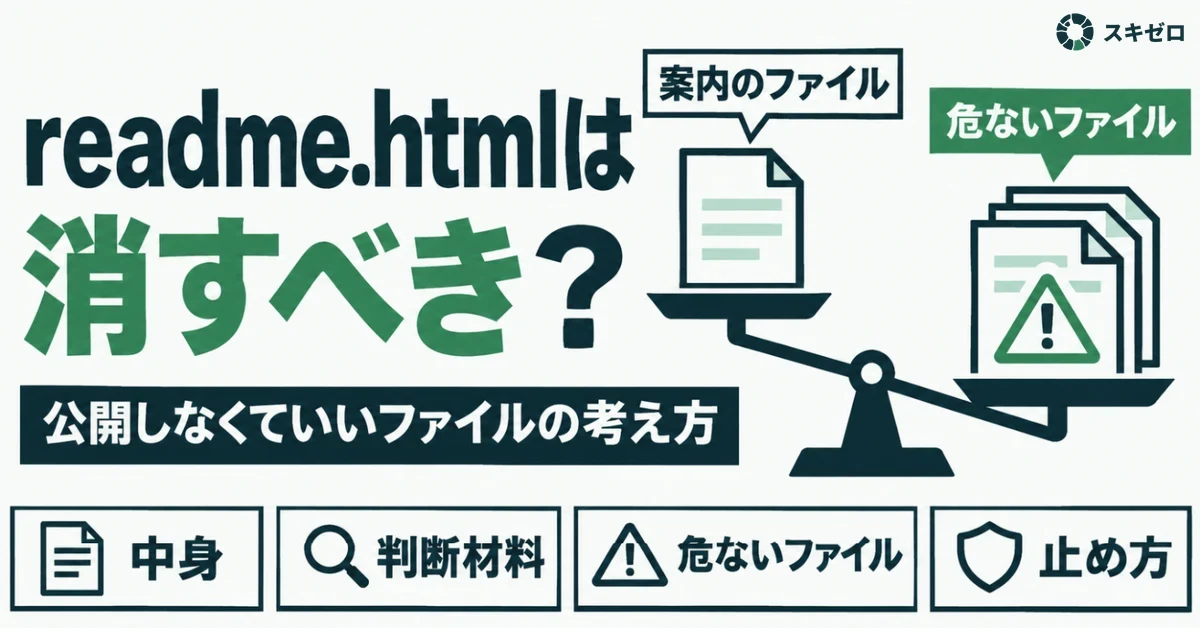 スキゼロ
readme.htmlは
消すべき?
公開しなくていいファイルの考え方
案内のファイル
危ないファイル
中身
判断材料
危ないファイル
止め方